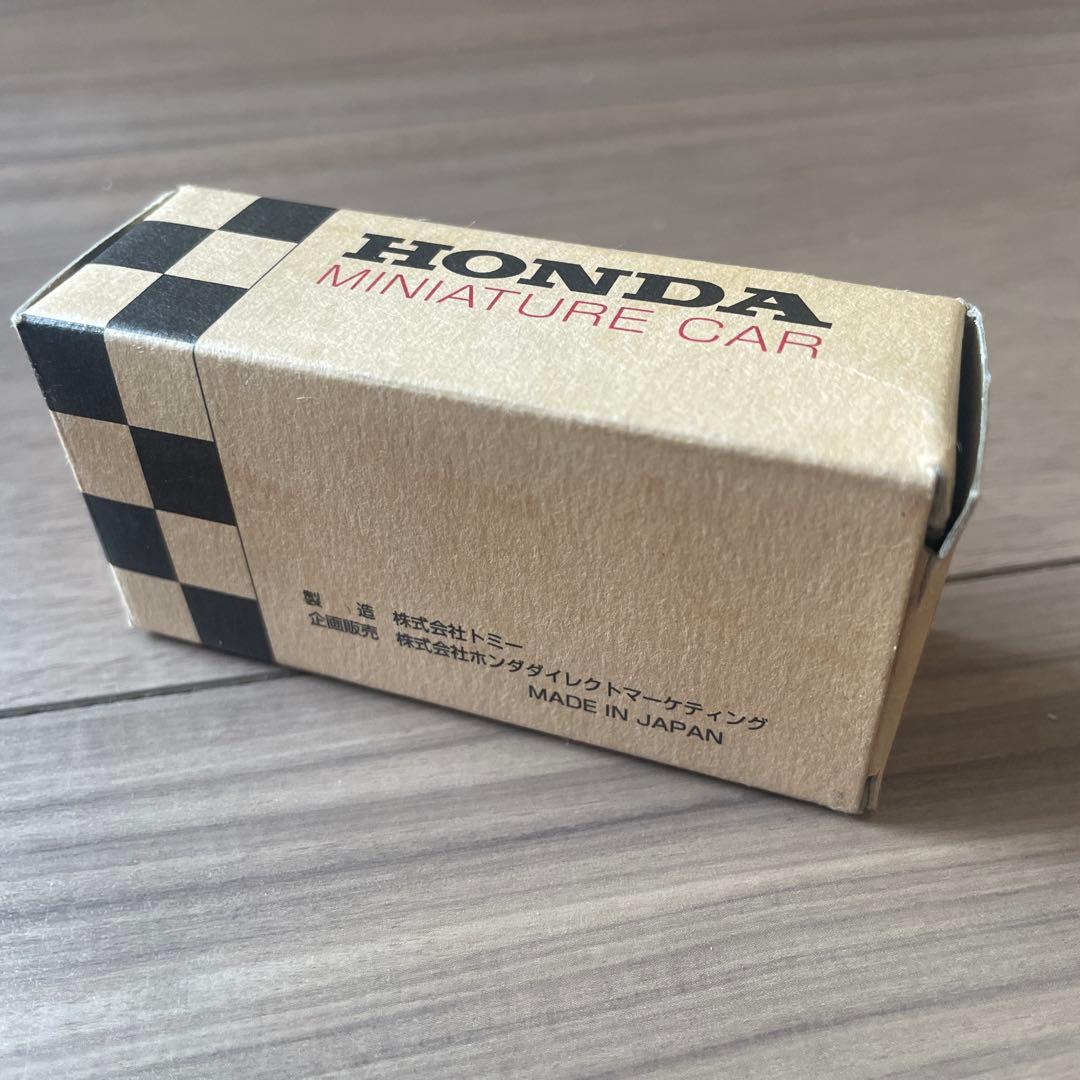 HONDA
MINIATURE CAR
製　造　株式会社トミー
企画販売　株式会社ホンダダイレクトマーケティング
MADE IN JAPAN